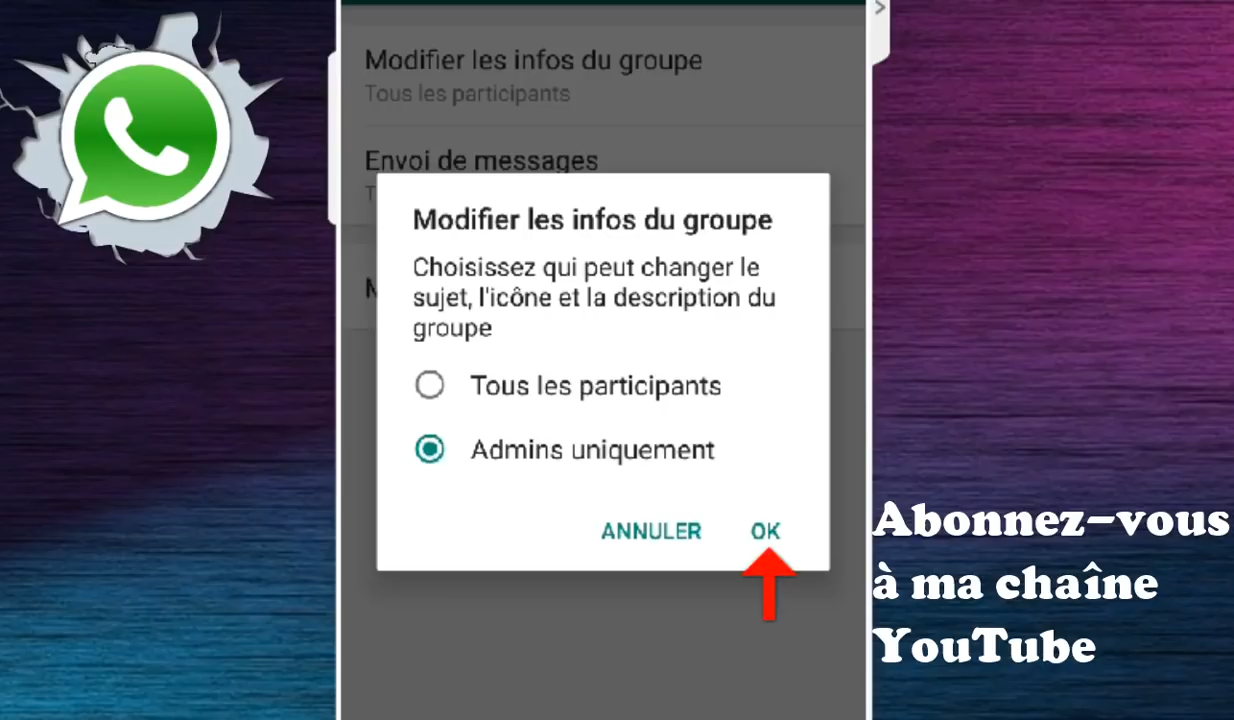 Modifier les infos du groupe
Tous les participants
Envoi de messages
T
M
Modifier les infos du groupe
Choisissez qui peut changer le
sujet, l'icône et la description du
groupe
Tous les participants
Admins uniquement
ANNULER OK
Abonnez-vous
à ma chaîne
YouTube